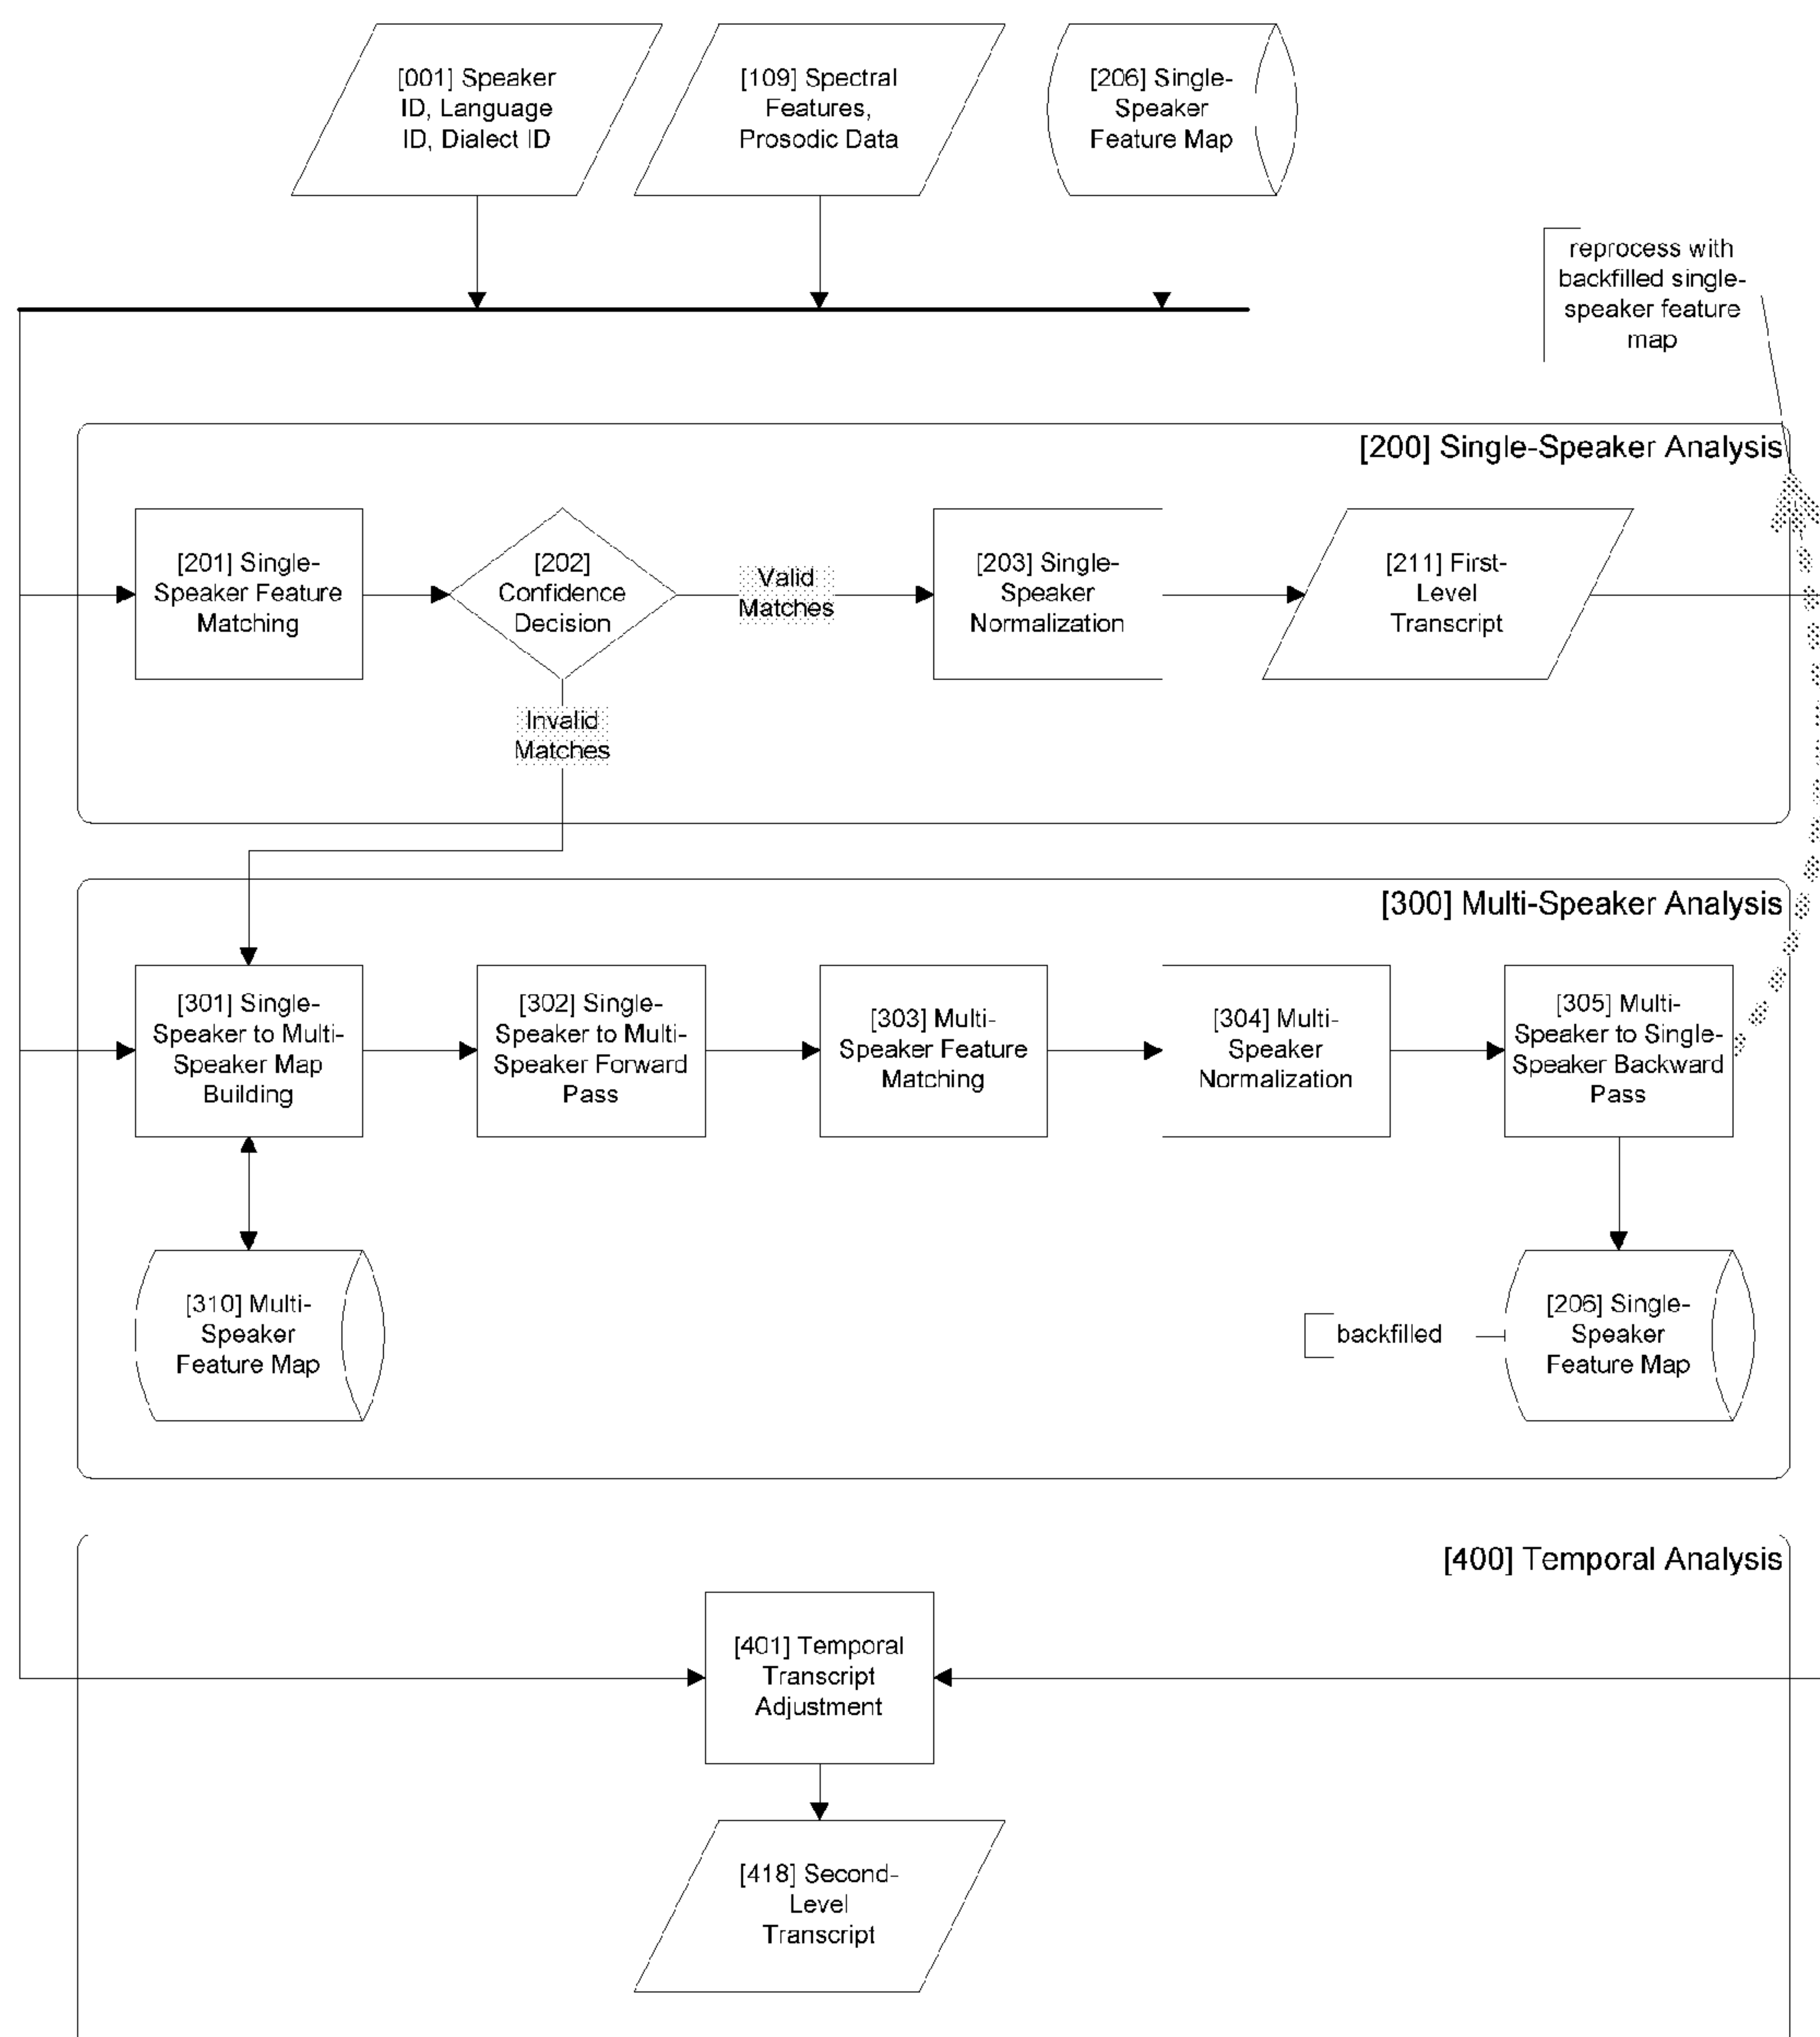 [001] Speaker
ID, Language
ID, Dialect ID
[109] Spectral
Features,
Prosodic Data
[206] Single-
Speaker
Feature Map
reprocess with
backfilled single-
speaker feature
map
[200] Single-Speaker Analysis
[201] Single-
Speaker Feature
Matching
[202]
Confidence
Decision
Valid
Matches
[203] Single-
Speaker
Normalization
[211] First-
Level
Transcript
Invalid
Matches
[300] Multi-Speaker Analysis
[301] Single-
Speaker to Multi-
Speaker Map
Building
[302] Single-
Speaker to Multi-
Speaker Forward
Pass
[303] Multi-
Speaker Feature
Matching
[304] Multi-
Speaker
Normalization
[305] Multi-
Speaker to Single-
Speaker Backward
Pass
[310] Multi-
Speaker
Feature Map
backfilled
[206] Single-
Speaker
Feature Map
[400] Temporal Analysis
[401] Temporal
Transcript
Adjustment
[418] Second-
Level
Transcript